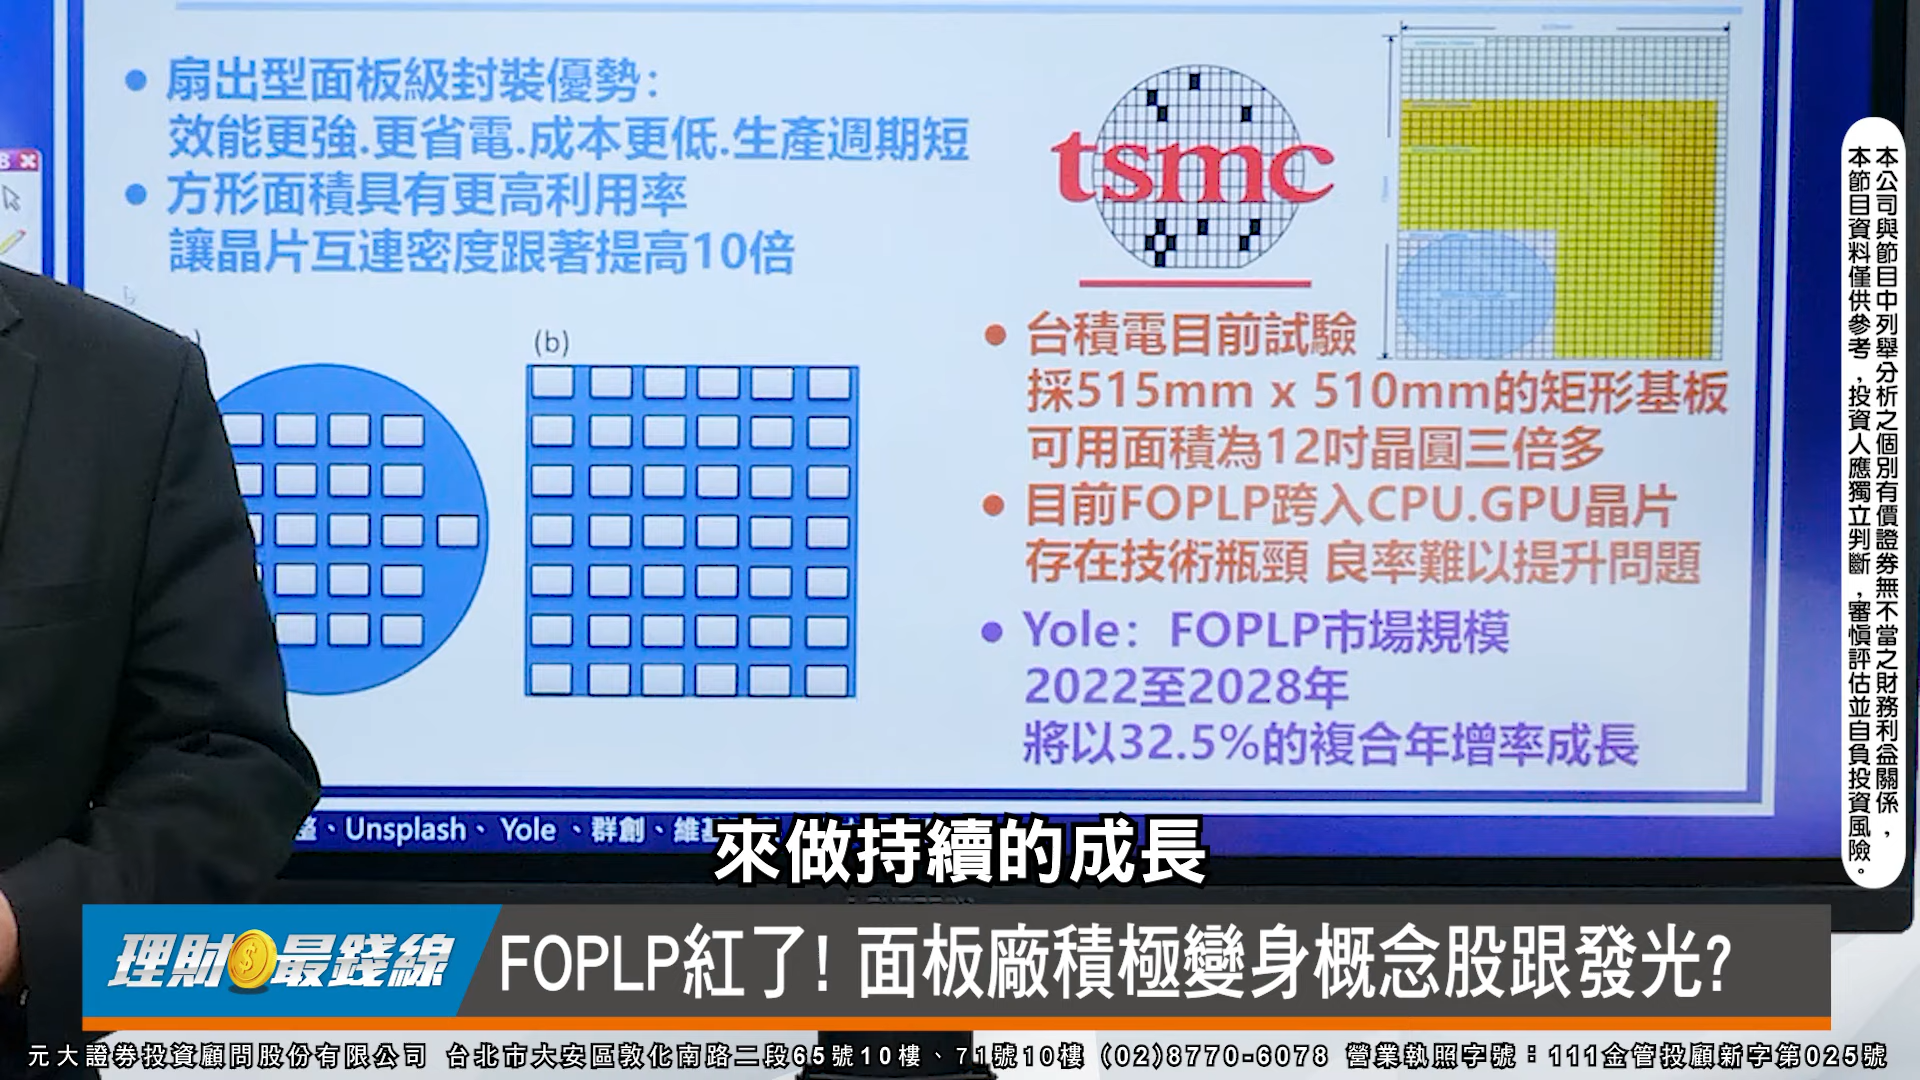 扇出型面板級封裝優勢：
效能更強.更省電.成本更低.生產週期短
方形面積具有更高利用率
讓晶片互連密度跟著提高10倍
(b)
tsmc
台積電目前試驗
採515mm x 510mm的矩形基板
可用面積為12吋晶圓三倍多
目前FOPLP跨入CPU.GPU晶片
存在技術瓶頸 良率難以提升問題
Yole：FOPLP市場規模
2022至2028年
將以32.5%的複合年增率成長
、Unsplash、Yole、群創、維基
來做持續的成長
理財最錢線
FOPLP紅了！面板廠積極變身概念股跟發光？
元大證券投資顧問股份有限公司 台北市大安區敦化南路二段65號10樓、71號10樓 (02)8770-6078 營業執照字號：111金管投顧新字第025號
本公司與節目中列舉分析之個別有價證券無不當之財務利益關係，
本節目資料僅供參考，投資人應獨立判斷，審慎評估並自負投資風險。